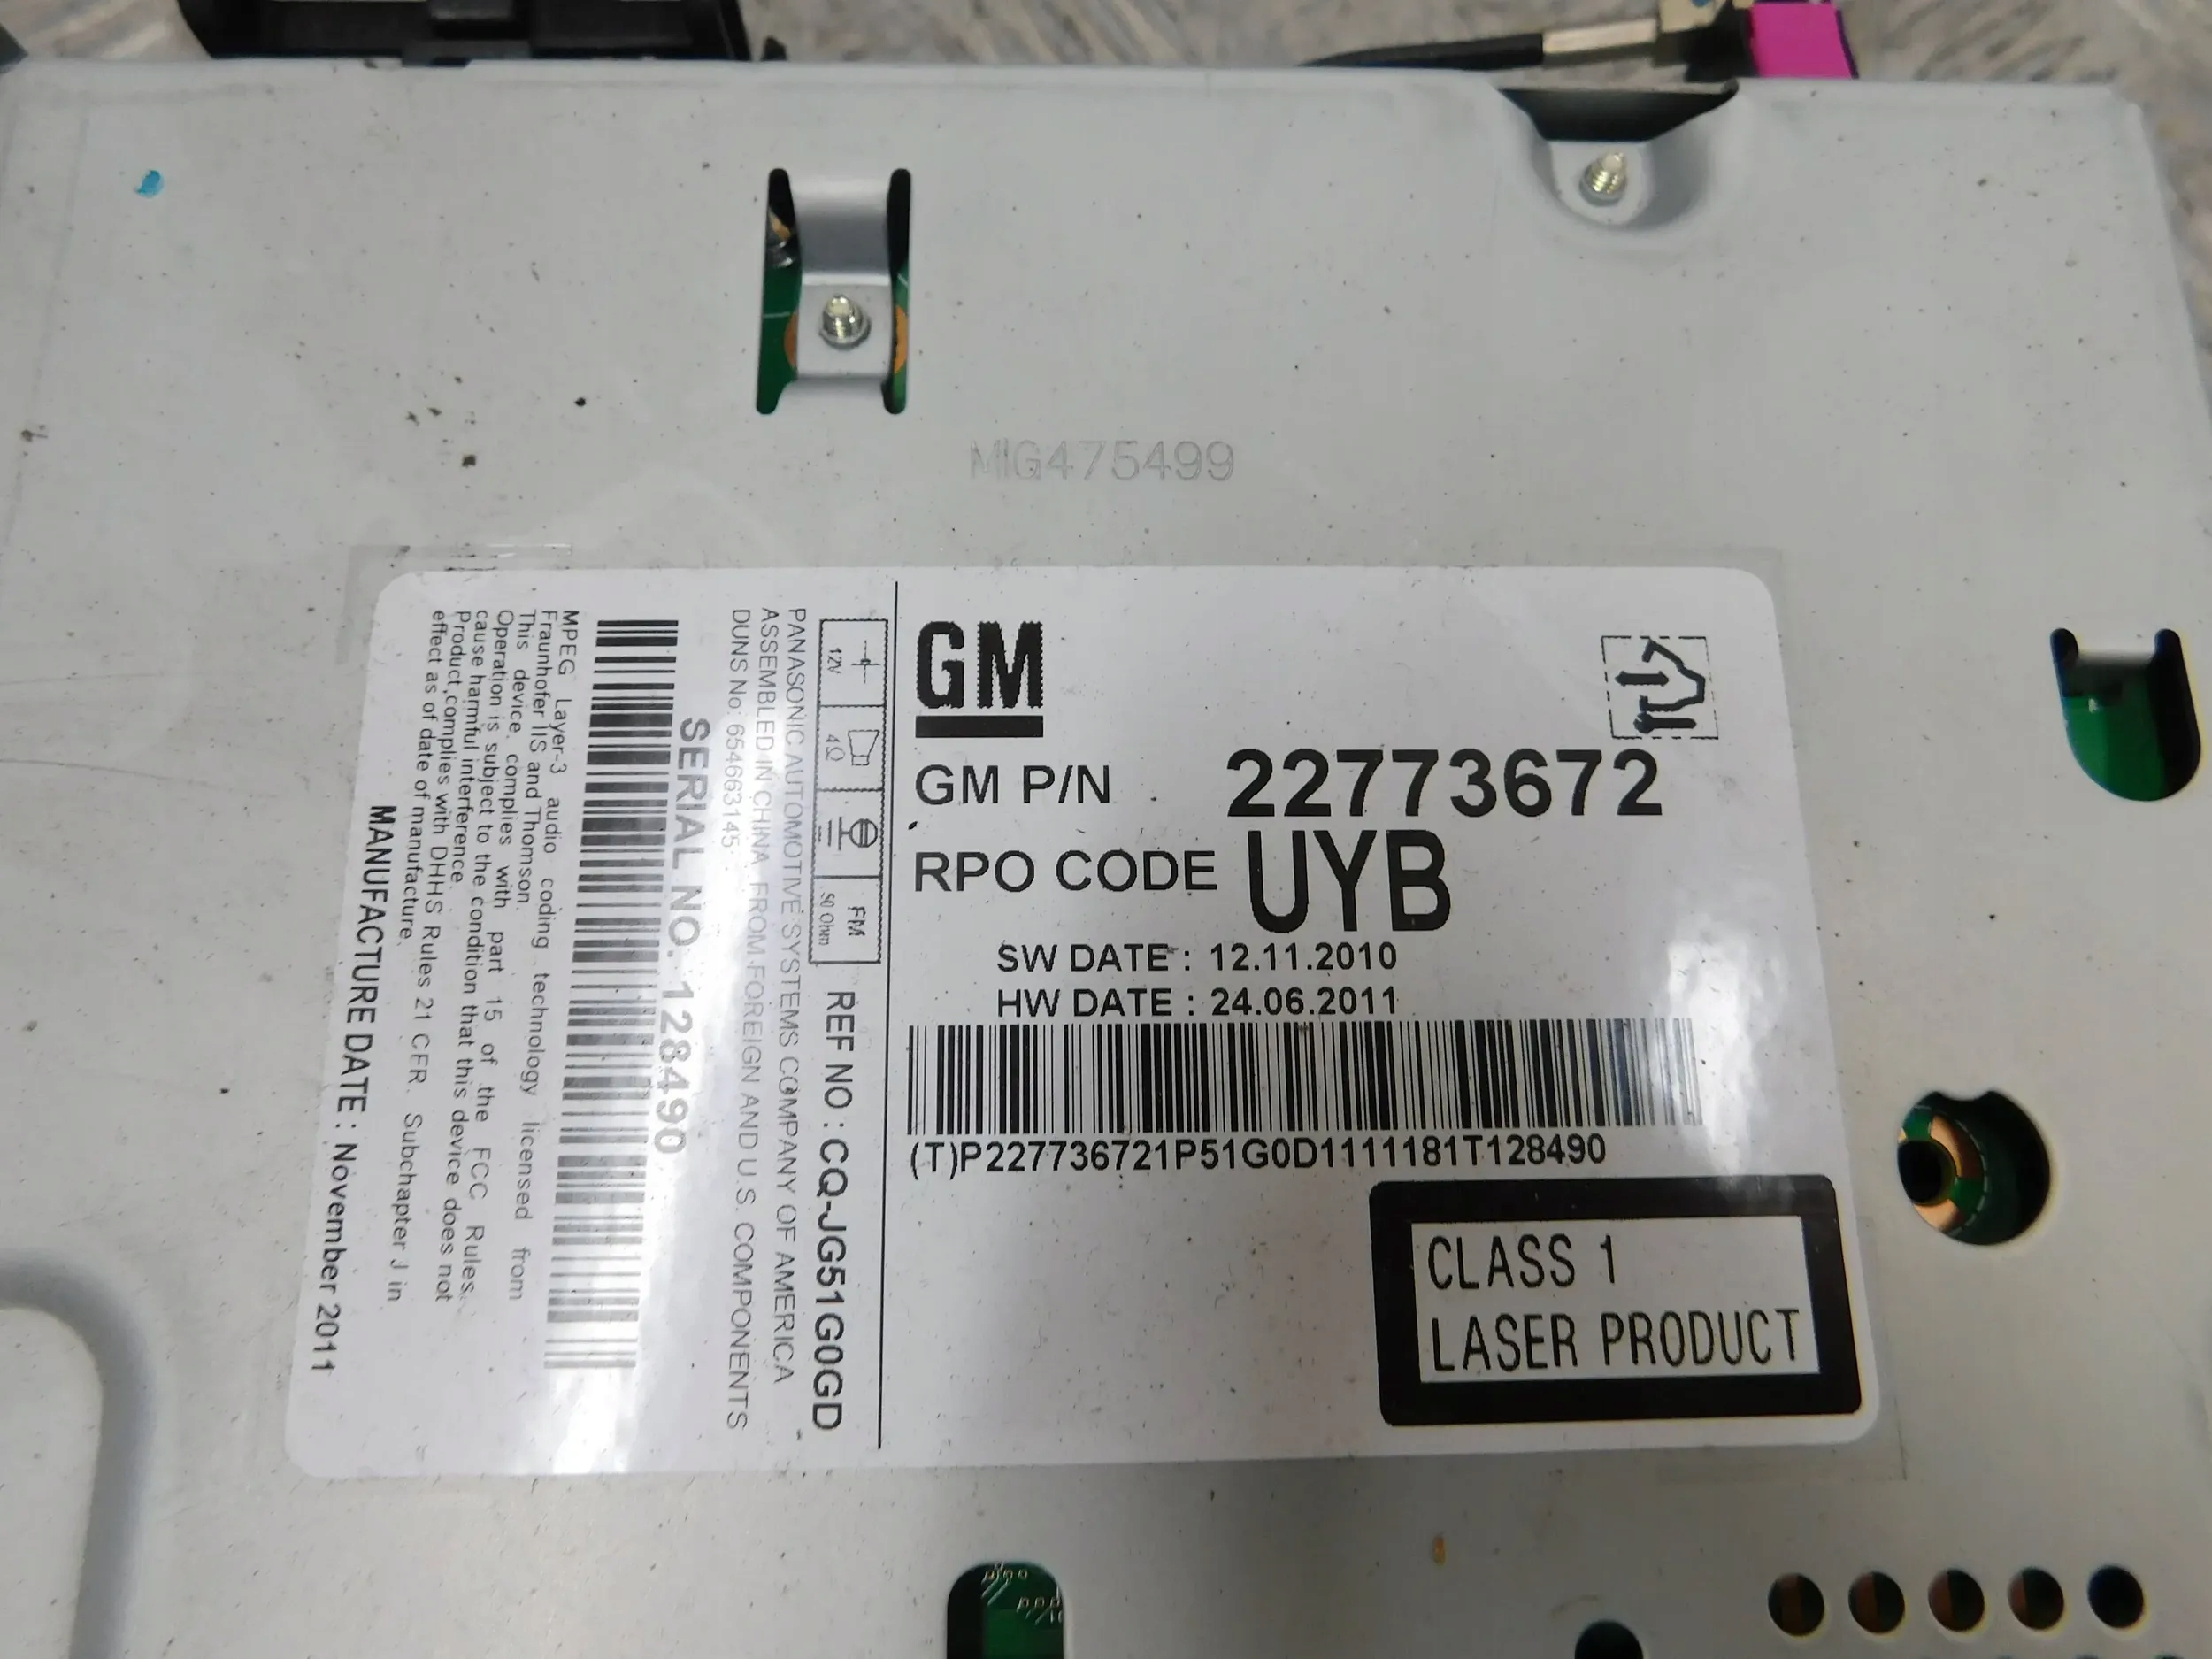 MIG475499
GM
GM P/N 22773672
RPO CODE UYB
SW DATE : 12.11.2010
HW DATE : 24.06.2011
(T)P227736721P51G0D1111181T128490
CLASS 1
LASER PRODUCT
12V
4Ω
FM
50 Ohm
REF NO : CQ-JG51G0GD
PANASONIC AUTOMOTIVE SYSTEMS COMPANY OF AMERICA
ASSEMBLED IN CHINA FROM FOREIGN AND U.S. COMPONENTS
DUNS No: 654663145
SERIAL NO. 128490
MPEG Layer-3 audio coding technology licensed from
Fraunhofer IIS and Thomson.
This device complies with part 15 of the FCC Rules.
Operation is subject to the condition that this device does not
cause harmful interference.
Product complies with DHHS Rules 21 CFR. Subchapter J in
effect as of date of manufacture.
MANUFACTURE DATE : November 2011